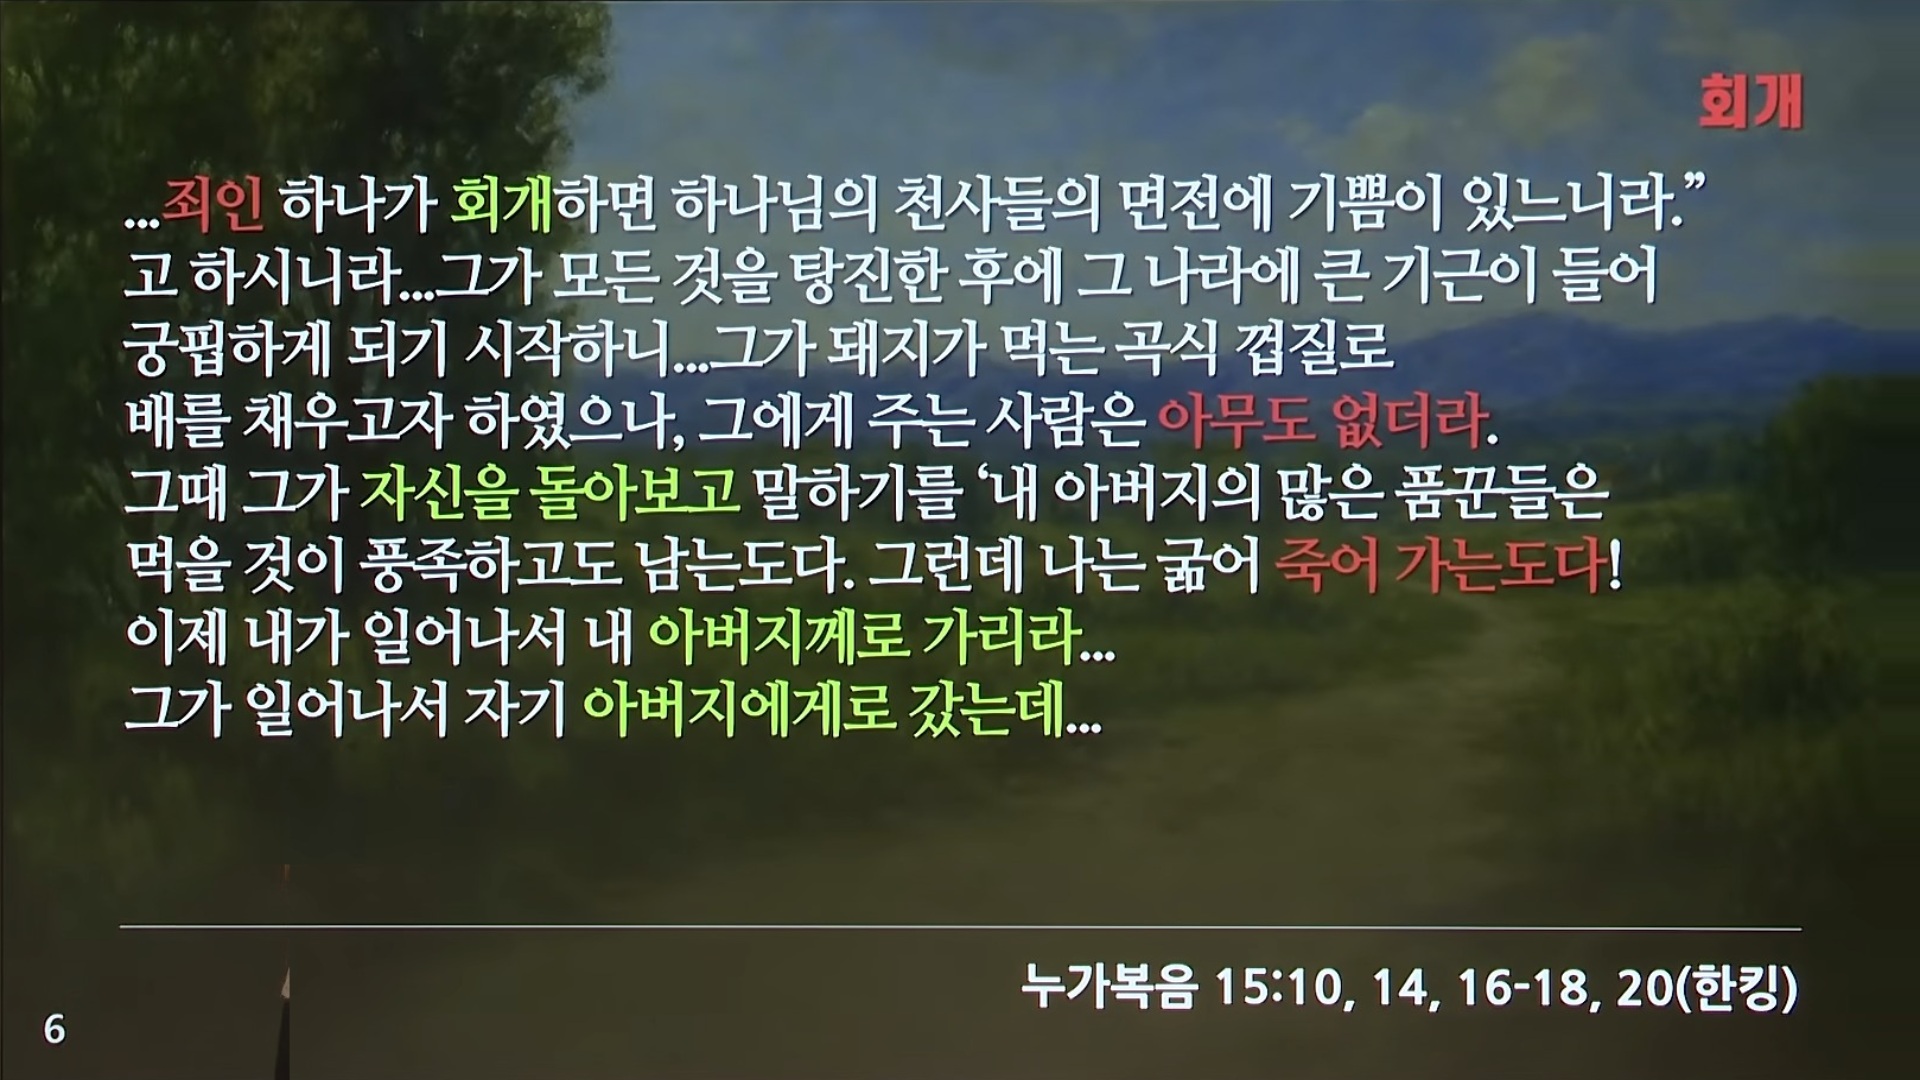 회개
...죄인 하나가 회개하면 하나님의 천사들의 면전에 기쁨이 있느니라.”
고 하시니라...그가 모든 것을 탕진한 후에 그 나라에 큰 기근이 들어
궁핍하게 되기 시작하니...그가 돼지가 먹는 곡식 껍질로
배를 채우고자 하였으나, 그에게 주는 사람은 아무도 없더라.
그때 그가 자신을 돌아보고 말하기를 ‘내 아버지의 많은 품꾼들은
먹을 것이 풍족하고도 남는도다. 그런데 나는 굶어 죽어 가는도다!
이제 내가 일어나서 내 아버지께로 가리라...
그가 일어나서 자기 아버지에게로 갔는데...
누가복음 15:10, 14, 16-18, 20(한킹)
6